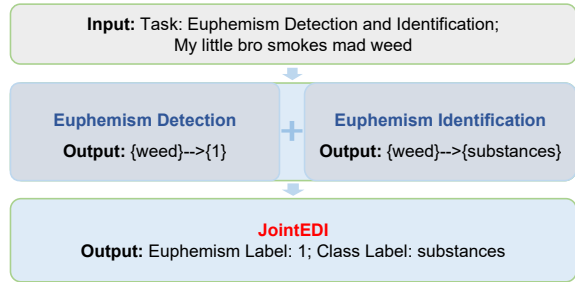 Input: Task: Euphemism Detection and Identification;
My little bro smokes mad weed
Euphemism Detection
Output: {weed}-->{1}
+
Euphemism Identification
Output: {weed}-->{substances}
JointEDI
Output: Euphemism Label: 1; Class Label: substances